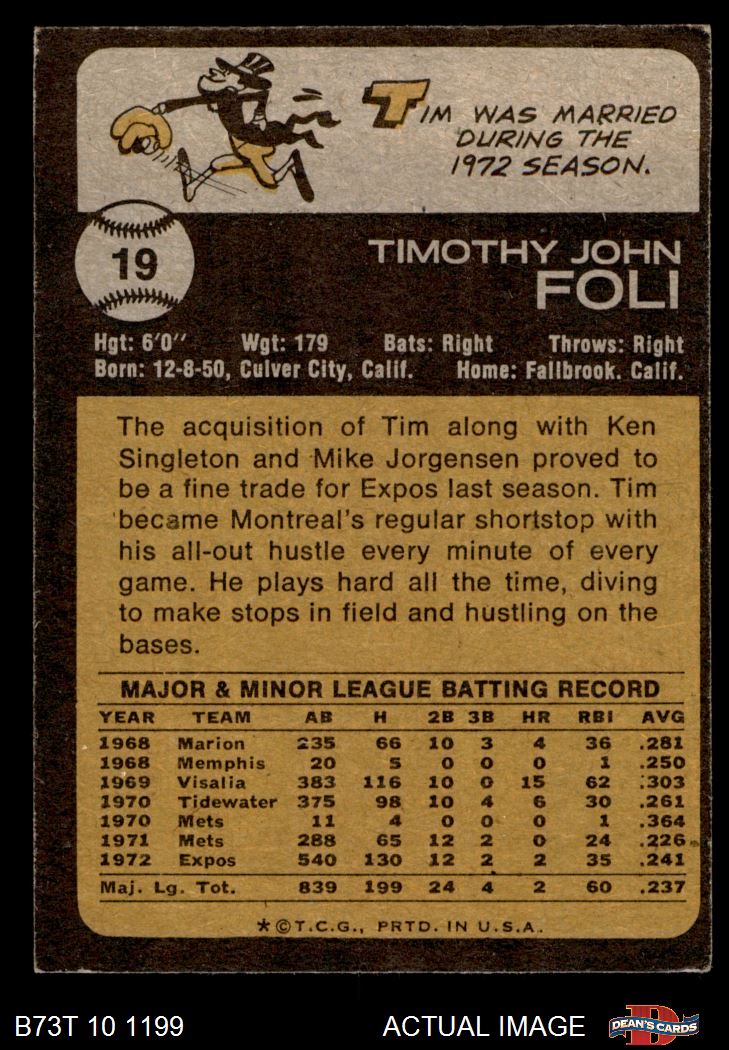 TIM WAS MARRIED
DURING THE
1972 SEASON.
19
TIMOTHY JOHN
FOLI
Hgt: 6'0" Wgt: 179 Bats: Right Throws: Right
Born: 12-8-50, Culver City, Calif. Home: Fallbrook. Calif.
The acquisition of Tim along with Ken
Singleton and Mike Jorgensen proved to
be a fine trade for Expos last season. Tim
became Montreal's regular shortstop with
his all-out hustle every minute of every
game. He plays hard all the time, diving
to make stops in field and hustling on the
bases.
MAJOR & MINOR LEAGUE BATTING RECORD
YEAR TEAM AB H 2B 3B HR RBI AVG
1968 Marion 235 66 10 3 4 36 .281
1968 Memphis 20 5 0 0 0 1 .250
1969 Visalia 383 116 10 0 15 62 .303
1970 Tidewater 375 98 10 4 6 30 .261
1970 Mets 11 4 0 0 0 1 .364
1971 Mets 288 65 12 2 0 24 .226
1972 Expos 540 130 12 2 2 35 .241
Maj. Lg. Tot. 839 199 24 4 2 60 .237
*©T.C.G., PRTD. IN U.S.A.
B73T 10 1199 ACTUAL IMAGE DEAN'S CARDS